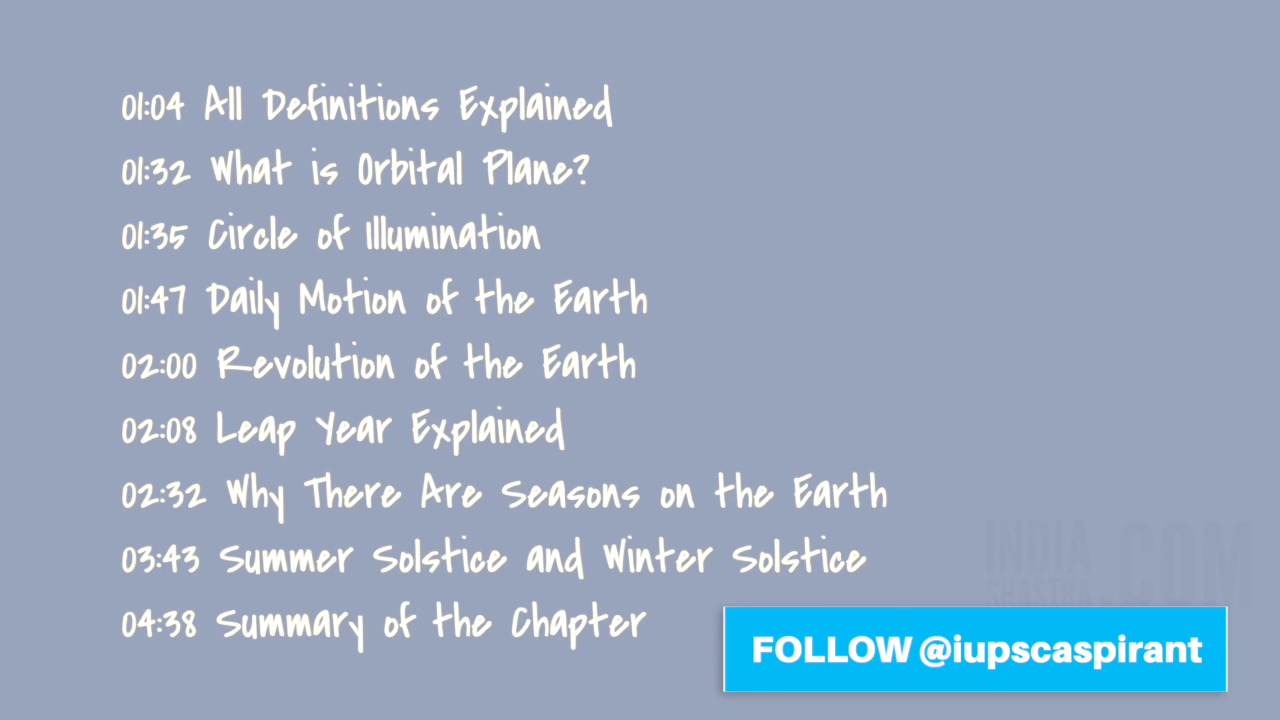 01:04 All Definitions Explained
01:32 What is Orbital Plane?
01:35 Circle of Illumination
01:47 Daily Motion of the Earth
02:00 Revolution of the Earth
02:08 Leap Year Explained
02:32 Why There Are Seasons on the Earth
03:43 Summer Solstice and Winter Solstice
04:38 Summary of the Chapter
INDIA
SHASTRA.COM
FOLLOW @iupscaspirant